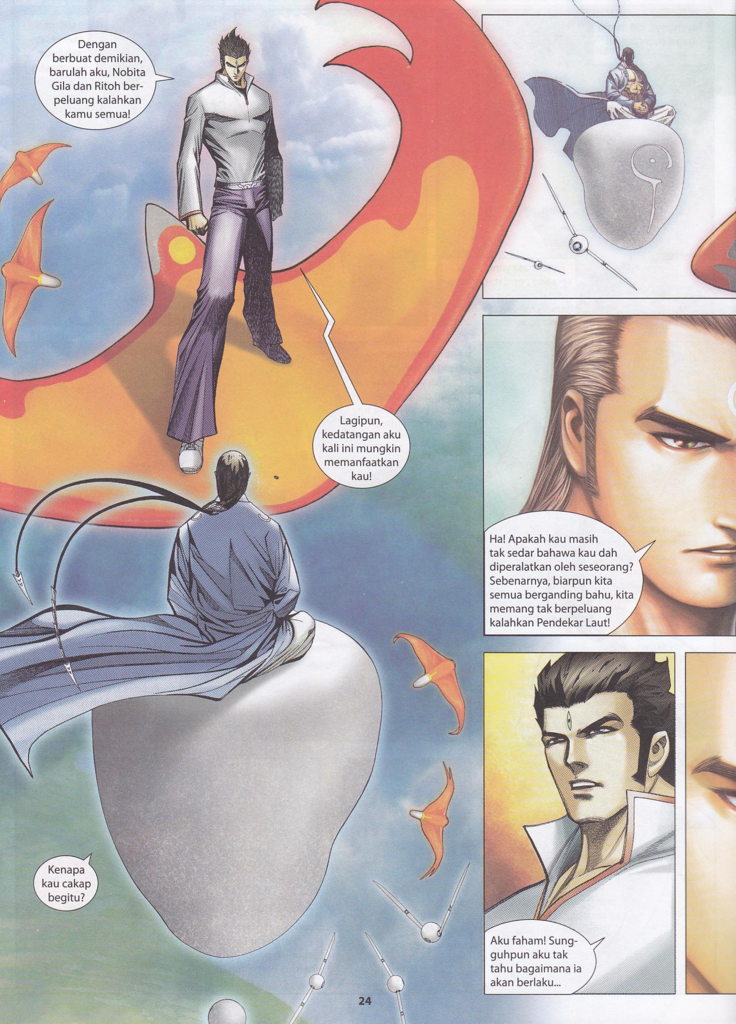 Dengan
berbuat demikian,
barulah aku, Nobita
Gila dan Ritoh ber-
peluang kalahkan
kamu semua!
Lagipun,
kedatangan aku
kali ini mungkin
memanfaatkan
kau!
Kenapa
kau cakap
begitu?
Ha! Apakah kau masih
tak sedar bahawa kau dah
diperalatkan oleh seseorang?
Sebenarnya, biarpun kita
semua berganding bahu, kita
memang tak berpeluang
kalahkan Pendekar Laut!
Aku faham! Sung-
guhpun aku tak
tahu bagaimana ia
akan berlaku...
24